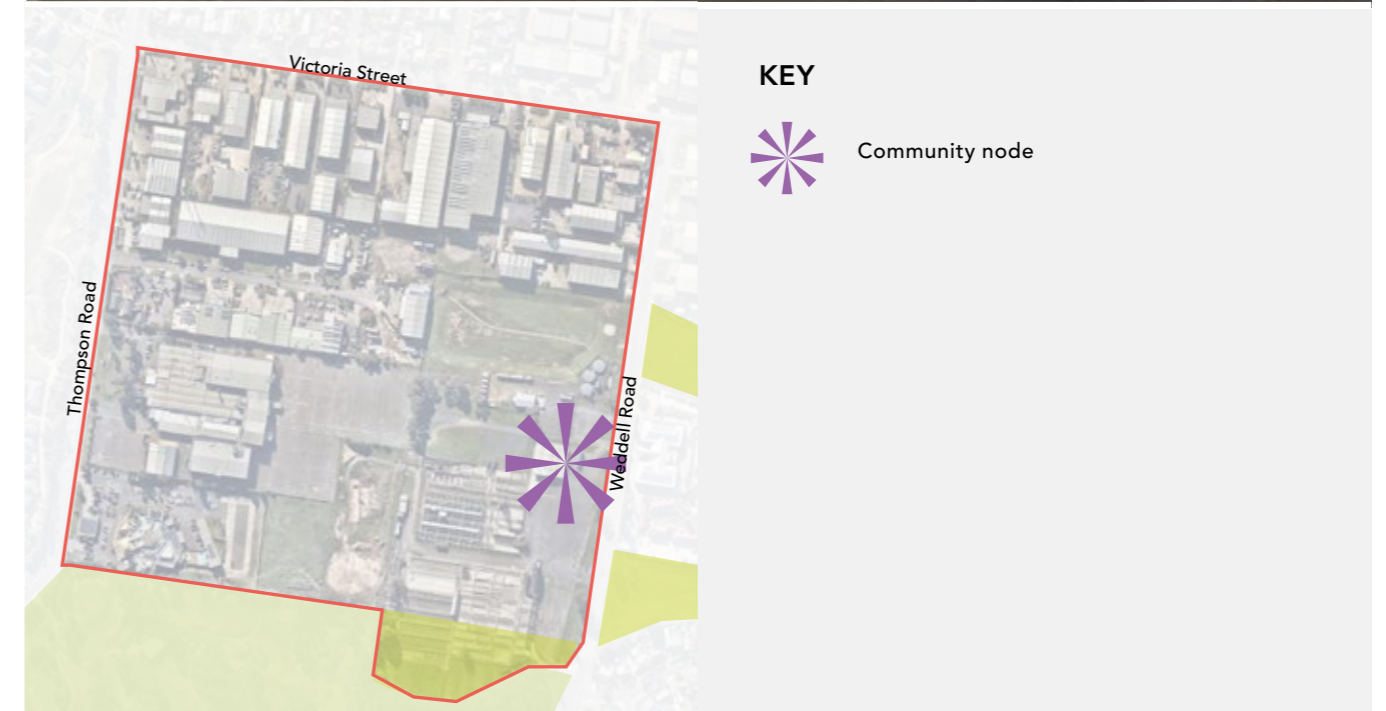 Victoria Street
KEY
Community node
Thompson Road
Weddell Road